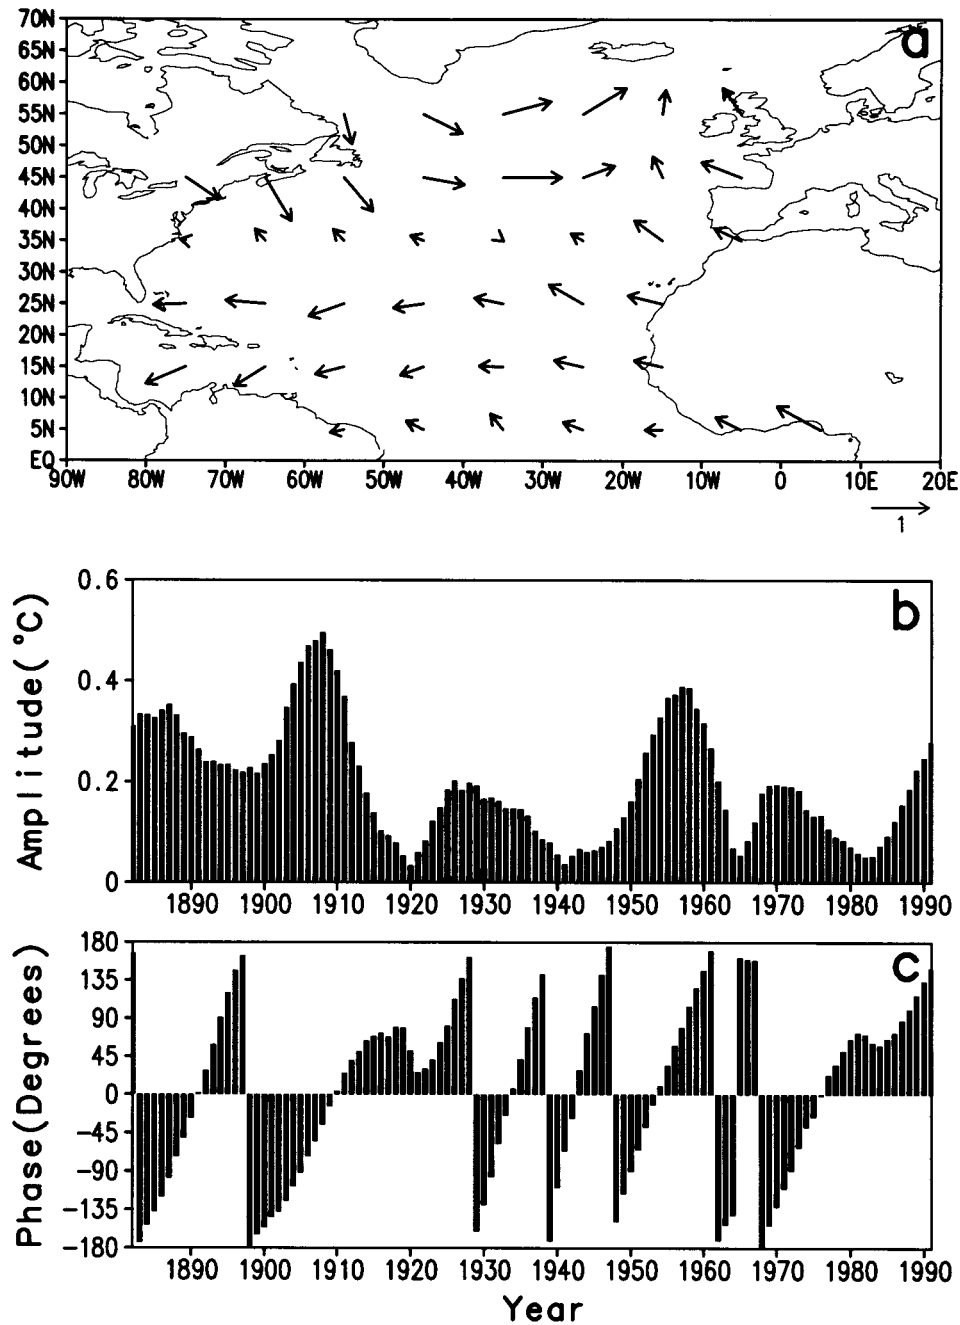 70N
a
65N
60N
55N
50N
45N
40N
35N
30N
25N
20N
15N
10N
5N
EQ
90W 80W 70W 60W 50W 40W 30W 20W 10W 0 10E 20E
1
0.6
b
0.4
0.2
0
Amplitude(°C)
1890 1900 1910 1920 1930 1940 1950 1960 1970 1980 1990
180
c
135
90
45
0
-45
-90
-135
-180
Phase(Degrees)
1890 1900 1910 1920 1930 1940 1950 1960 1970 1980 1990
Year